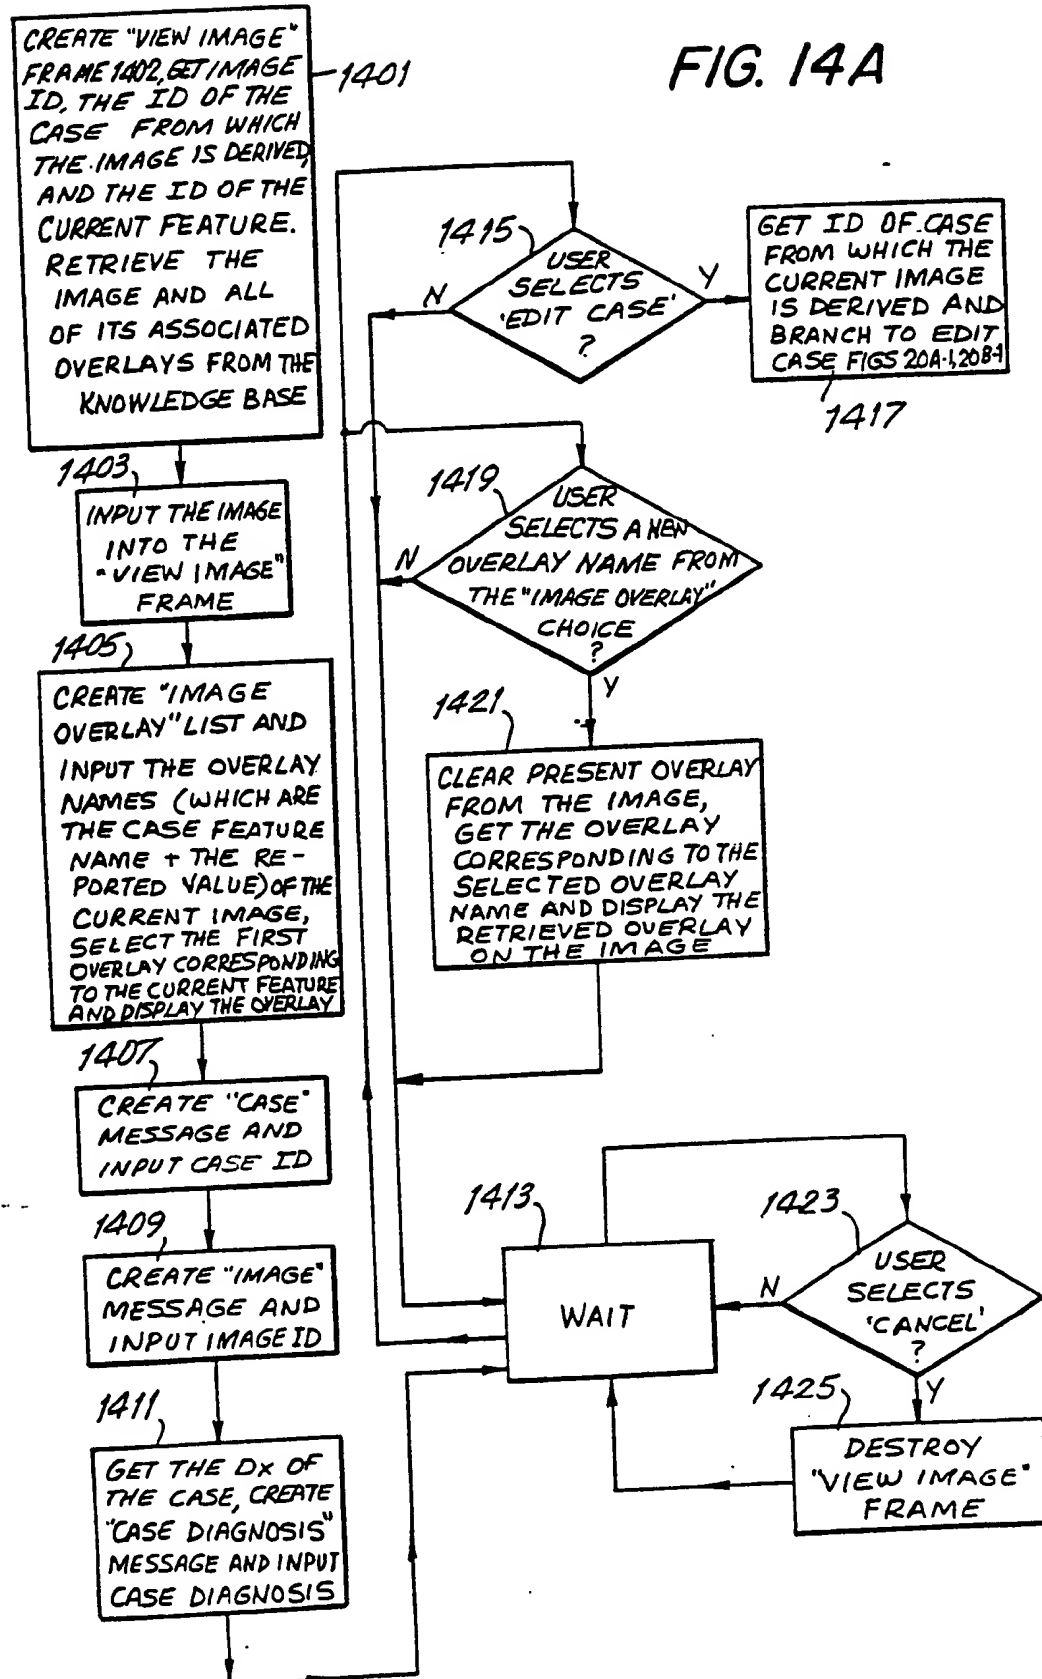 FIG. 14A
CREATE "VIEW IMAGE"
FRAME 1402, GET IMAGE
ID, THE ID OF THE
CASE FROM WHICH
THE IMAGE IS DERIVED,
AND THE ID OF THE
CURRENT FEATURE.
RETRIEVE THE
IMAGE AND ALL
OF ITS ASSOCIATED
OVERLAYS FROM THE
KNOWLEDGE BASE
1401
1403
INPUT THE IMAGE
INTO THE
"VIEW IMAGE"
FRAME
1405
CREATE "IMAGE
OVERLAY" LIST AND
INPUT THE OVERLAY
NAMES (WHICH ARE
THE CASE FEATURE
NAME + THE RE-
PORTED VALUE) OF THE
CURRENT IMAGE,
SELECT THE FIRST
OVERLAY CORRESPONDING
TO THE CURRENT FEATURE
AND DISPLAY THE OVERLAY
1407
CREATE "CASE"
MESSAGE AND
INPUT CASE ID
1409
CREATE "IMAGE"
MESSAGE AND
INPUT IMAGE ID
1411
GET THE Dx OF
THE CASE, CREATE
"CASE DIAGNOSIS"
MESSAGE AND INPUT
CASE DIAGNOSIS
1415
USER
SELECTS
'EDIT CASE'
?
N
Y
GET ID OF CASE
FROM WHICH THE
CURRENT IMAGE
IS DERIVED AND
BRANCH TO EDIT
CASE FIGS 20A-1, 20B-1
1417
1419
USER
SELECTS A NEW
OVERLAY NAME FROM
THE "IMAGE OVERLAY"
CHOICE
?
N
Y
1421
CLEAR PRESENT OVERLAY
FROM THE IMAGE,
GET THE OVERLAY
CORRESPONDING TO THE
SELECTED OVERLAY
NAME AND DISPLAY THE
RETRIEVED OVERLAY
ON THE IMAGE
1413
WAIT
1423
USER
SELECTS
'CANCEL'
?
N
Y
1425
DESTROY
"VIEW IMAGE"
FRAME